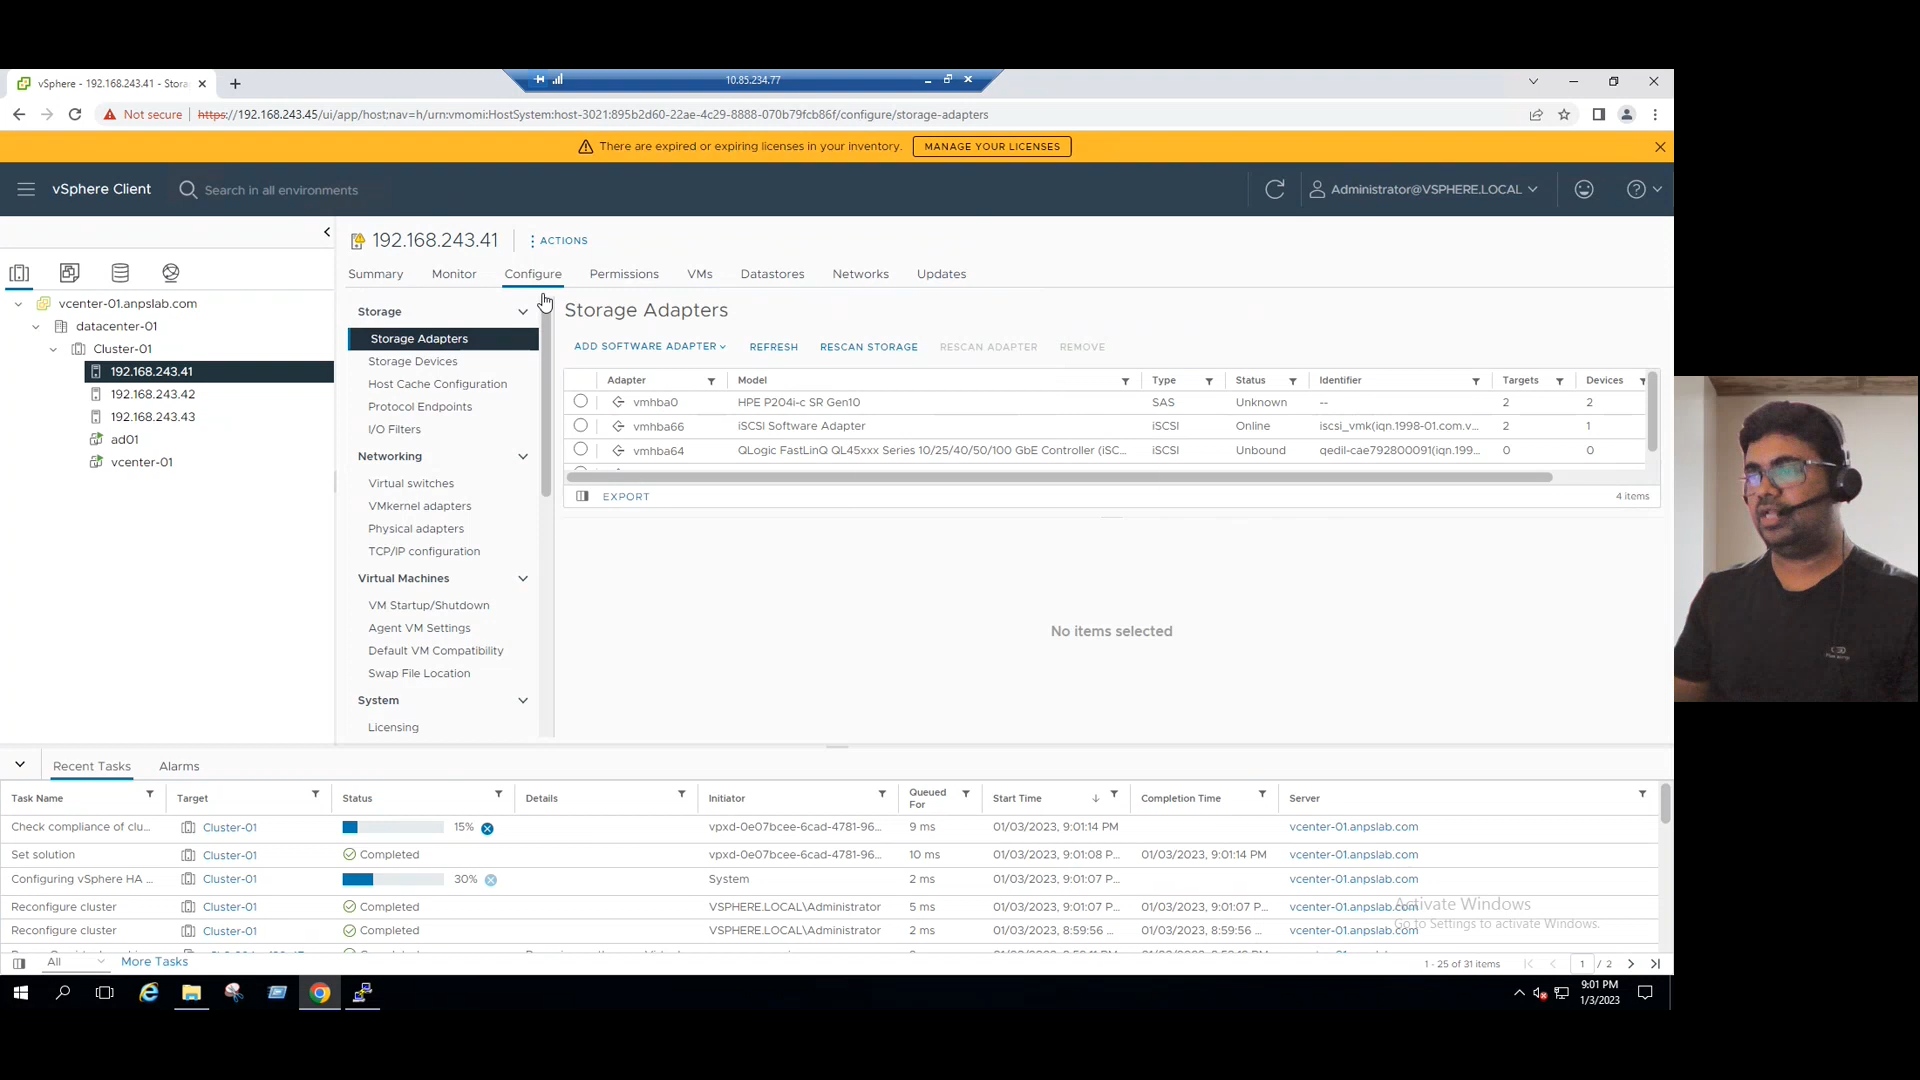 vSphere - 192.168.243.41 - Stora
10.85.234.77
Not secure https://192.168.243.45/ui/app/host;nav=h/urn:vmomi:HostSystem:host-3021:895b2d60-22ae-4c29-8888-070b79fcb86f/configure/storage-adapters
There are expired or expiring licenses in your inventory. MANAGE YOUR LICENSES
vSphere Client Search in all environments Administrator@VSPHERE.LOCAL
vcenter-01.anpslab.com
datacenter-01
Cluster-01
192.168.243.41
192.168.243.42
192.168.243.43
ad01
vcenter-01
192.168.243.41 ACTIONS
Summary Monitor Configure Permissions VMs Datastores Networks Updates
Storage
Storage Adapters
Storage Devices
Host Cache Configuration
Protocol Endpoints
I/O Filters
Networking
Virtual switches
VMkernel adapters
Physical adapters
TCP/IP configuration
Virtual Machines
VM Startup/Shutdown
Agent VM Settings
Default VM Compatibility
Swap File Location
System
Licensing
Storage Adapters
ADD SOFTWARE ADAPTER REFRESH RESCAN STORAGE RESCAN ADAPTER REMOVE
Adapter Model Type Status Identifier Targets Devices
vmhba0 HPE P204i-c SR Gen10 SAS Unknown -- 2 2
vmhba66 iSCSI Software Adapter iSCSI Online iscsi_vmk(iqn.1998-01.com.v... 2 1
vmhba64 QLogic FastLinQ QL45xxx Series 10/25/40/50/100 GbE Controller (iSC... iSCSI Unbound qedil-cae792800091(iqn.199... 0 0
EXPORT 4 items
No items selected
Recent Tasks Alarms
Task Name Target Status Details Initiator Queued For Start Time Completion Time Server
Check compliance of clu... Cluster-01 15% vpxd-0e07bcee-6cad-4781-96... 9 ms 01/03/2023, 9:01:14 PM vcenter-01.anpslab.com
Set solution Cluster-01 Completed vpxd-0e07bcee-6cad-4781-96... 10 ms 01/03/2023, 9:01:08 P... 01/03/2023, 9:01:14 PM vcenter-01.anpslab.com
Configuring vSphere HA ... Cluster-01 30% System 2 ms 01/03/2023, 9:01:07 P... vcenter-01.anpslab.com
Reconfigure cluster Cluster-01 Completed VSPHERE.LOCAL\Administrator 5 ms 01/03/2023, 9:01:07 P... 01/03/2023, 9:01:07 P... vcenter-01.anpslab.com
Reconfigure cluster Cluster-01 Completed VSPHERE.LOCAL\Administrator 2 ms 01/03/2023, 8:59:56 ... 01/03/2023, 8:59:56 ... vcenter-01.anpslab.com
Activate Windows
Go to Settings to activate Windows.
All More Tasks 1 - 25 of 31 items 1 / 2
9:01 PM
1/3/2023